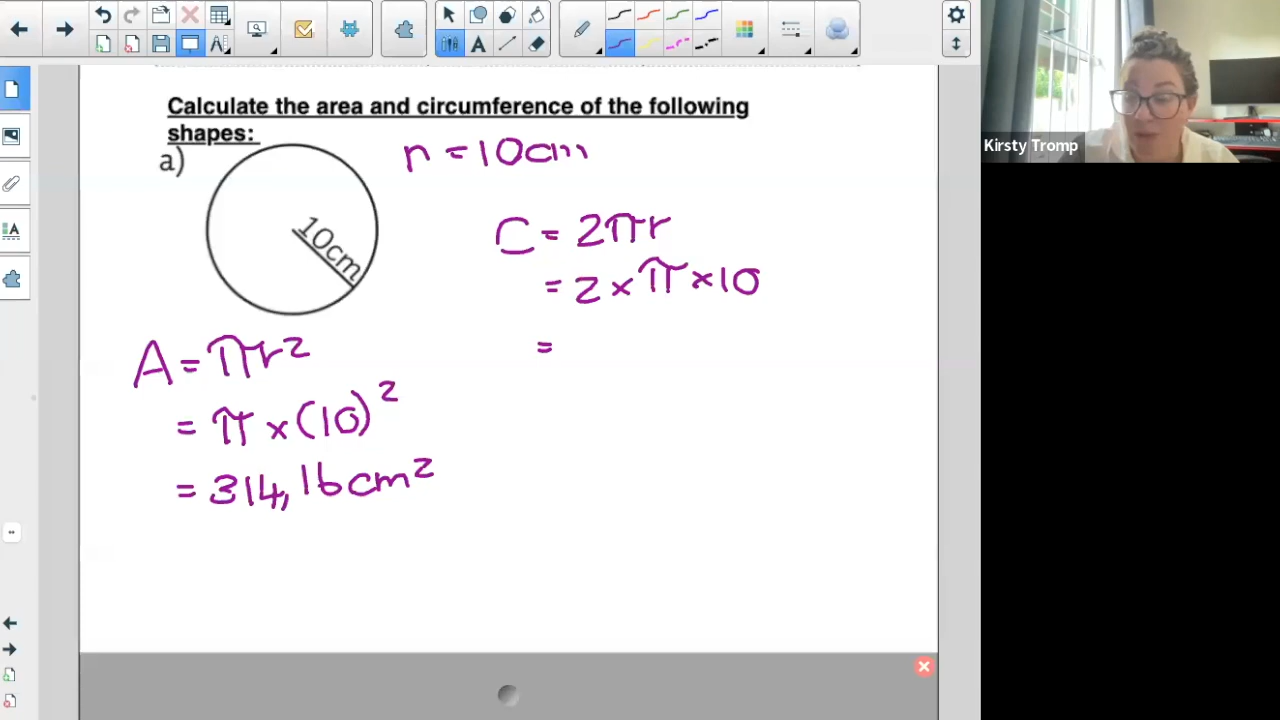 Calculate the area and circumference of the following
shapes:
a)
10cm
r = 10cm
C = 2πr
= 2 × π × 10
=
A = πr²
= π × (10)²
= 314,16cm²
Kirsty Tromp